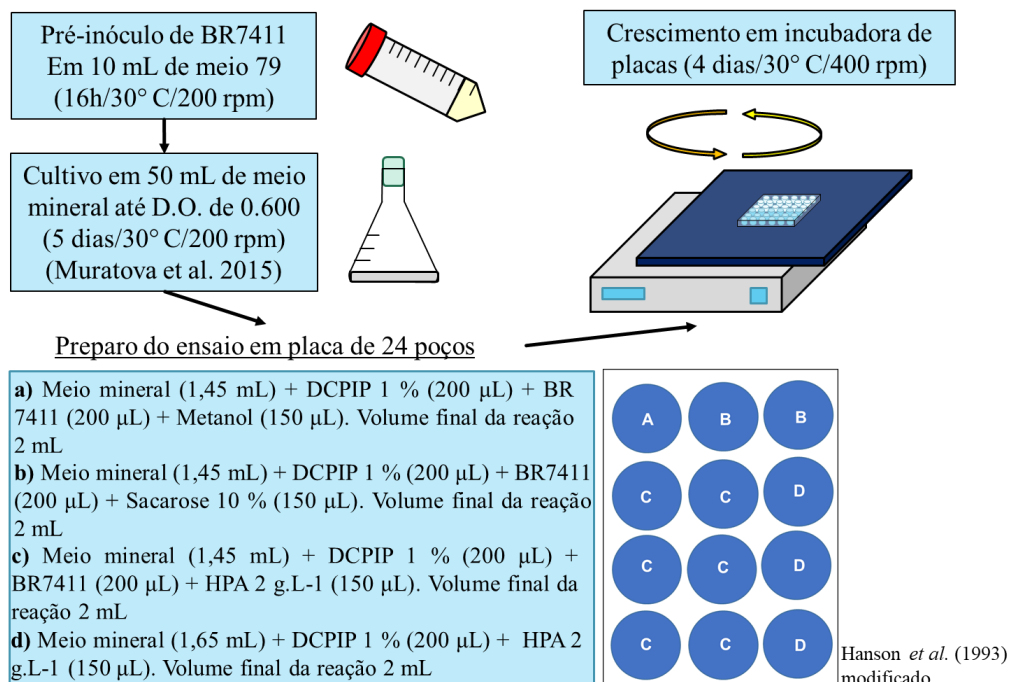 Pré-inóculo de BR7411
Em 10 mL de meio 79
(16h/30° C/200 rpm)
Crescimento em incubadora de
placas (4 dias/30° C/400 rpm)
Cultivo em 50 mL de meio
mineral até D.O. de 0.600
(5 dias/30° C/200 rpm)
(Muratova et al. 2015)
Preparo do ensaio em placa de 24 poços
a) Meio mineral (1,45 mL) + DCPIP 1 % (200 µL) + BR
7411 (200 µL) + Metanol (150 µL). Volume final da reação
2 mL
b) Meio mineral (1,45 mL) + DCPIP 1 % (200 µL) + BR7411
(200 µL) + Sacarose 10 % (150 µL). Volume final da reação
2 mL
c) Meio mineral (1,45 mL) + DCPIP 1 % (200 µL) +
BR7411 (200 µL) + HPA 2 g.L-1 (150 µL). Volume final da
reação 2 mL
d) Meio mineral (1,65 mL) + DCPIP 1 % (200 µL) + HPA 2
g.L-1 (150 µL). Volume final da reação 2 mL
A B B
C C D
C C D
C C D
Hanson et al. (1993)
modificado